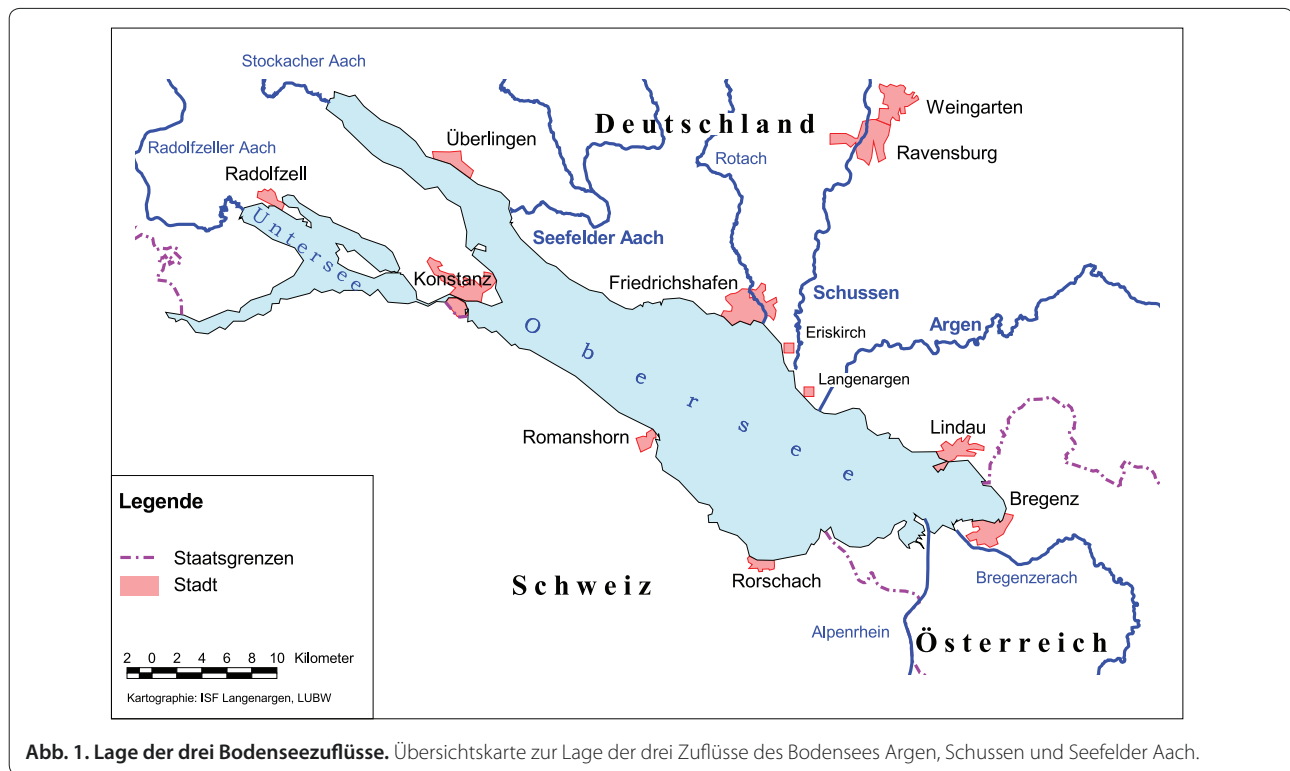 Stockacher Aach
Weingarten
Deutschland
Überlingen
Radolfzeller Aach
Rotach
Ravensburg
Radolfzell
Untersee
Seefelder Aach
Konstanz
Friedrichshafen
Schussen
Obersee
Eriskirch
Argen
Langenargen
Lindau
Romanshorn
Bregenz
Legende
Staatsgrenzen
Stadt
Schweiz
Rorschach
Bregenzerach
Alpenrhein
Österreich
2 0 2 4 6 8 10 Kilometer
Kartographie: ISF Langenargen, LUBW
Abb. 1. Lage der drei Bodenseezuflüsse. Übersichtskarte zur Lage der drei Zuflüsse des Bodensees Argen, Schussen und Seefelder Aach.